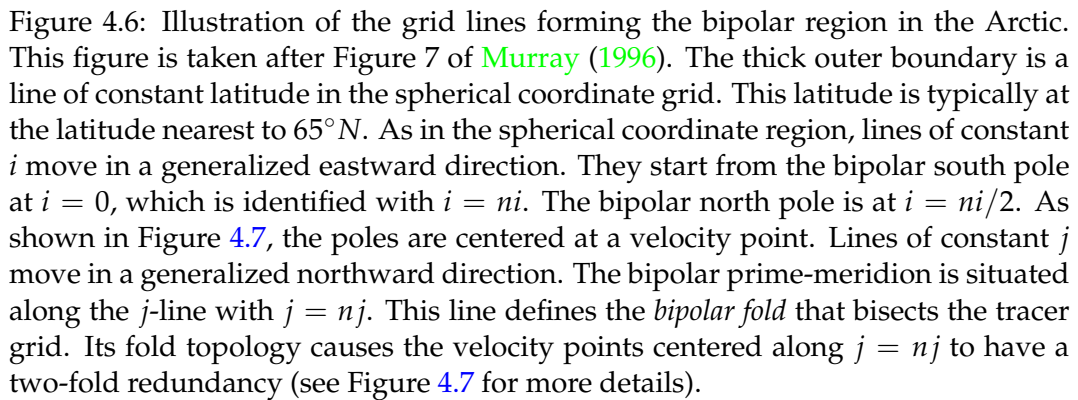 Figure 4.6: Illustration of the grid lines forming the bipolar region in the Arctic.
This figure is taken after Figure 7 of Murray (1996). The thick outer boundary is a
line of constant latitude in the spherical coordinate grid. This latitude is typically at
the latitude nearest to 65°N. As in the spherical coordinate region, lines of constant
i move in a generalized eastward direction. They start from the bipolar south pole
at i = 0, which is identified with i = ni. The bipolar north pole is at i = ni/2. As
shown in Figure 4.7, the poles are centered at a velocity point. Lines of constant j
move in a generalized northward direction. The bipolar prime-meridion is situated
along the j-line with j = nj. This line defines the bipolar fold that bisects the tracer
grid. Its fold topology causes the velocity points centered along j = nj to have a
two-fold redundancy (see Figure 4.7 for more details).